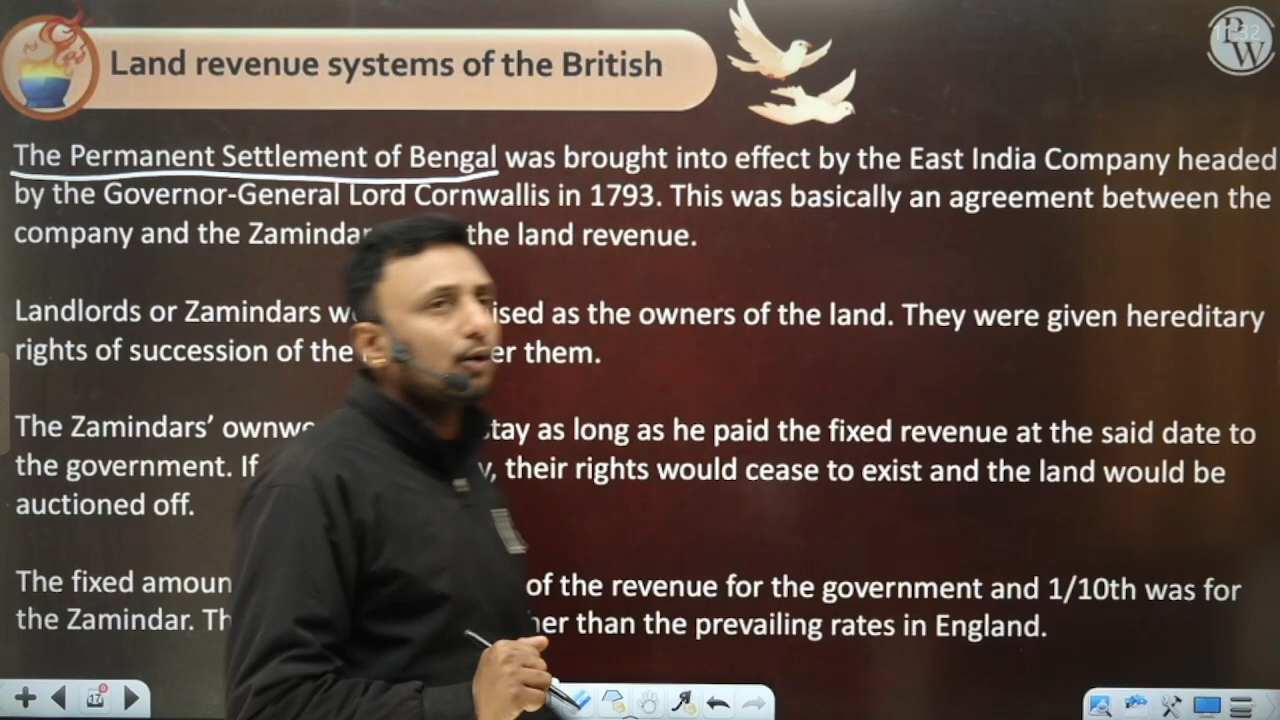 Land revenue systems of the British
PW
11:32
The Permanent Settlement of Bengal was brought into effect by the East India Company headed
by the Governor-General Lord Cornwallis in 1793. This was basically an agreement between the
company and the Zamindar the land revenue.
Landlords or Zamindars w ised as the owners of the land. They were given hereditary
rights of succession of the er them.
The Zamindars’ ownwe stay as long as he paid the fixed revenue at the said date to
the government. If y, their rights would cease to exist and the land would be
auctioned off.
The fixed amoun of the revenue for the government and 1/10th was for
the Zamindar. Th her than the prevailing rates in England.
17